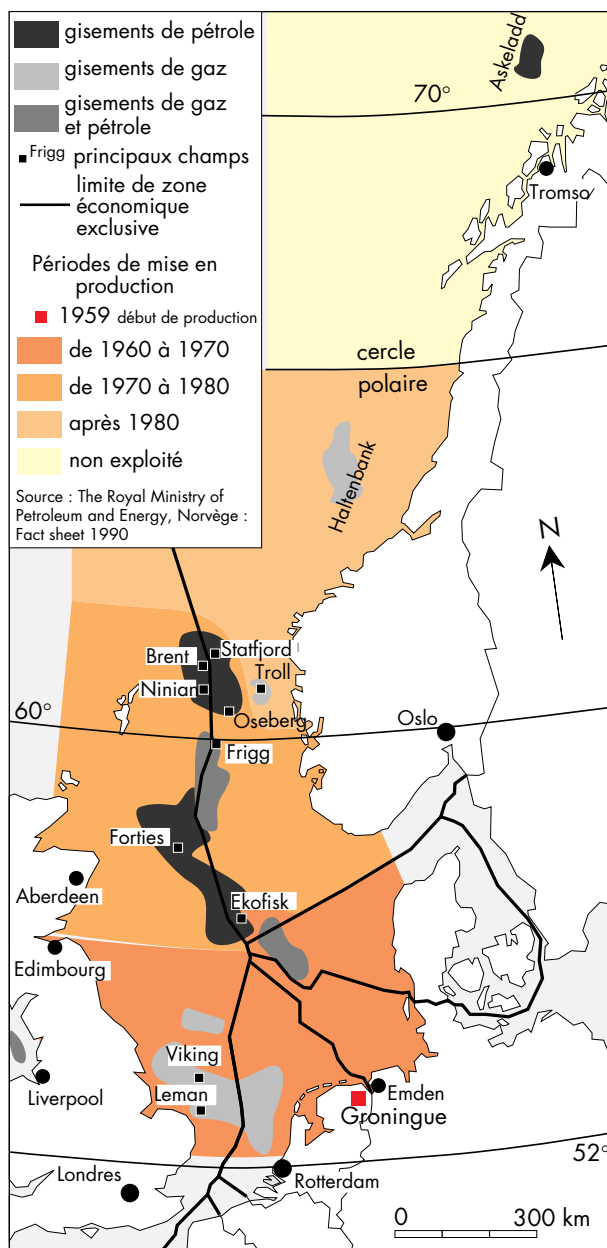 gisements de pétrole
gisements de gaz
gisements de gaz
et pétrole
Frigg principaux champs
limite de zone
économique
exclusive
Périodes de mise en
production
1959 début de production
de 1960 à 1970
de 1970 à 1980
après 1980
non exploité
Source : The Royal Ministry of
Petroleum and Energy, Norvège :
Fact sheet 1990
Askeladd
70°
Tromso
cercle
polaire
Haltenbank
N
Statfjord
Brent
Troll
Ninian
60°
Oseberg
Oslo
Frigg
Forties
Aberdeen
Ekofisk
Edimbourg
Viking
Liverpool
Leman
Emden
Groningue
52°
Londres
Rotterdam
0 300 km